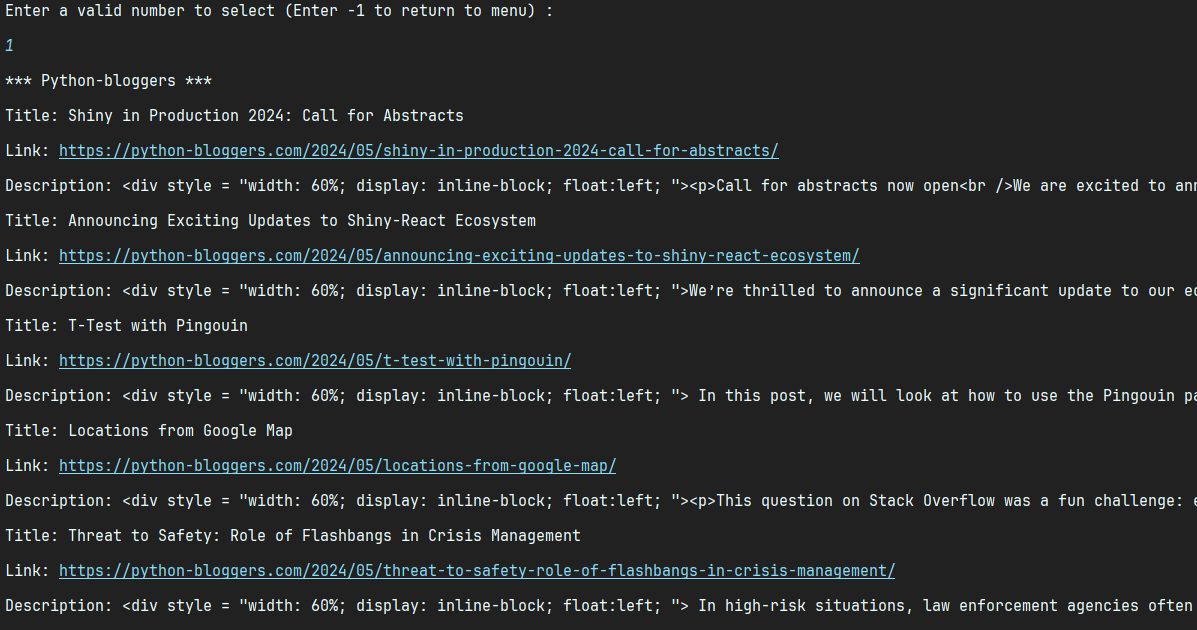 Enter a valid number to select (Enter -1 to return to menu) :
1
*** Python-bloggers ***
Title: Shiny in Production 2024: Call for Abstracts
Link: https://python-bloggers.com/2024/05/shiny-in-production-2024-call-for-abstracts/
Description: <div style = "width: 60%; display: inline-block; float:left; "><p>Call for abstracts now open<br />We are excited to
Title: Announcing Exciting Updates to Shiny-React Ecosystem
Link: https://python-bloggers.com/2024/05/announcing-exciting-updates-to-shiny-react-ecosystem/
Description: <div style = "width: 60%; display: inline-block; float:left; ">We’re thrilled to announce a significant update to our
Title: T-Test with Pingouin
Link: https://python-bloggers.com/2024/05/t-test-with-pingouin/
Description: <div style = "width: 60%; display: inline-block; float:left; "> In this post, we will look at how to use the Pingouin
Title: Locations from Google Map
Link: https://python-bloggers.com/2024/05/locations-from-google-map/
Description: <div style = "width: 60%; display: inline-block; float:left; "><p>This question on Stack Overflow was a fun challenge:
Title: Threat to Safety: Role of Flashbangs in Crisis Management
Link: https://python-bloggers.com/2024/05/threat-to-safety-role-of-flashbangs-in-crisis-management/
Description: <div style = "width: 60%; display: inline-block; float:left; "> In high-risk situations, law enforcement agencies often